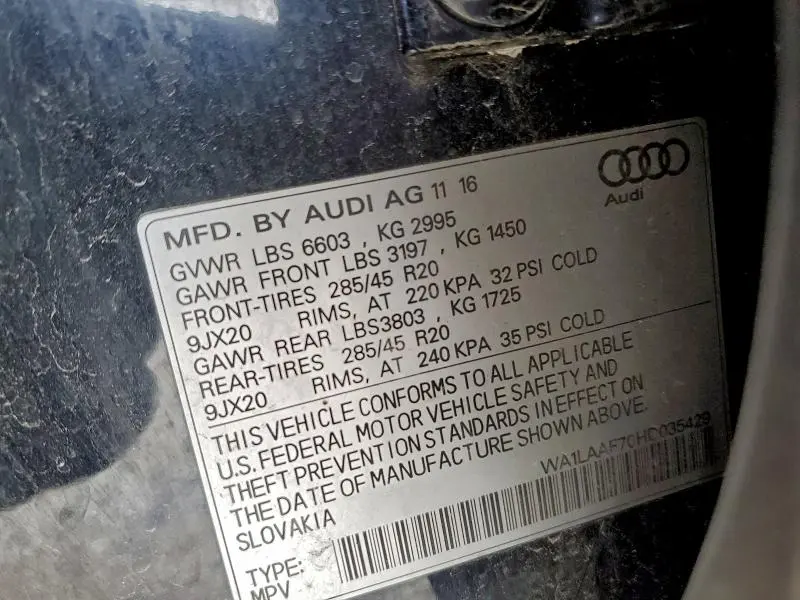 Audi
MFD. BY AUDI AG 11 16
GVWR LBS 6603 , KG 2995
GAWR FRONT LBS 3197 , KG 1450
FRONT-TIRES 285/45 R20
9JX20 RIMS, AT 220 KPA 32 PSI COLD
GAWR REAR LBS3803 , KG 1725
REAR-TIRES 285/45 R20
9JX20 RIMS, AT 240 KPA 35 PSI COLD
THIS VEHICLE CONFORMS TO ALL APPLICABLE
U.S. FEDERAL MOTOR VEHICLE SAFETY AND
THEFT PREVENTION STANDARDS IN EFFECT ON
THE DATE OF MANUFACTURE SHOWN ABOVE.
SLOVAKIA WA1LAAF70HD035429
TYPE:
MPV